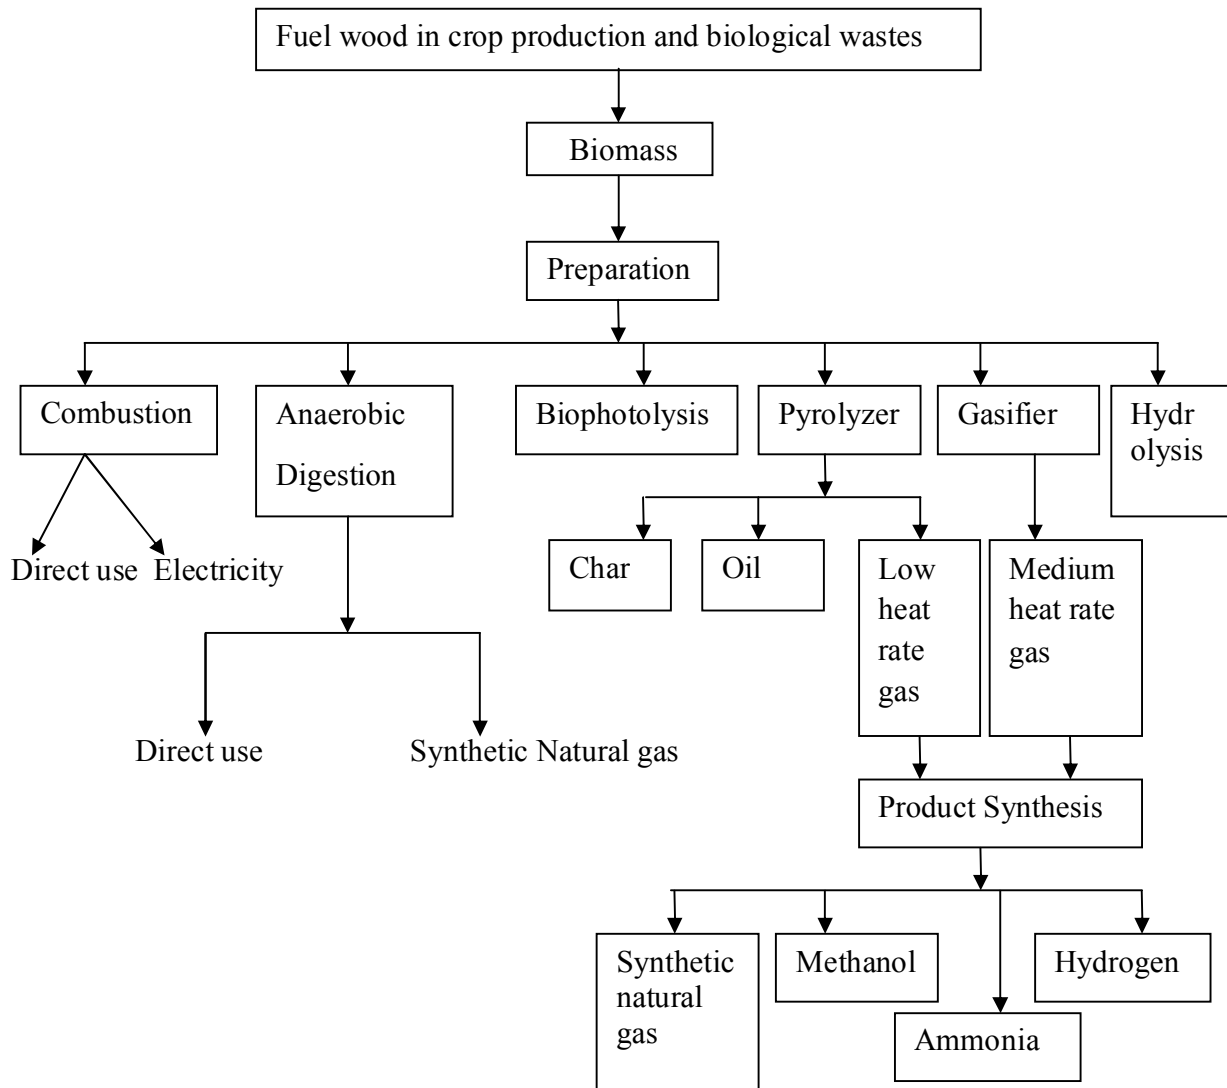 Fuel wood in crop production and biological wastes
Biomass
Preparation
Combustion
Anaerobic
Digestion
Biophotolysis
Pyrolyzer
Gasifier
Hydr
olysis
Direct use
Electricity
Char
Oil
Low
heat
rate
gas
Medium
heat rate
gas
Direct use
Synthetic Natural gas
Product Synthesis
Synthetic
natural
gas
Methanol
Ammonia
Hydrogen